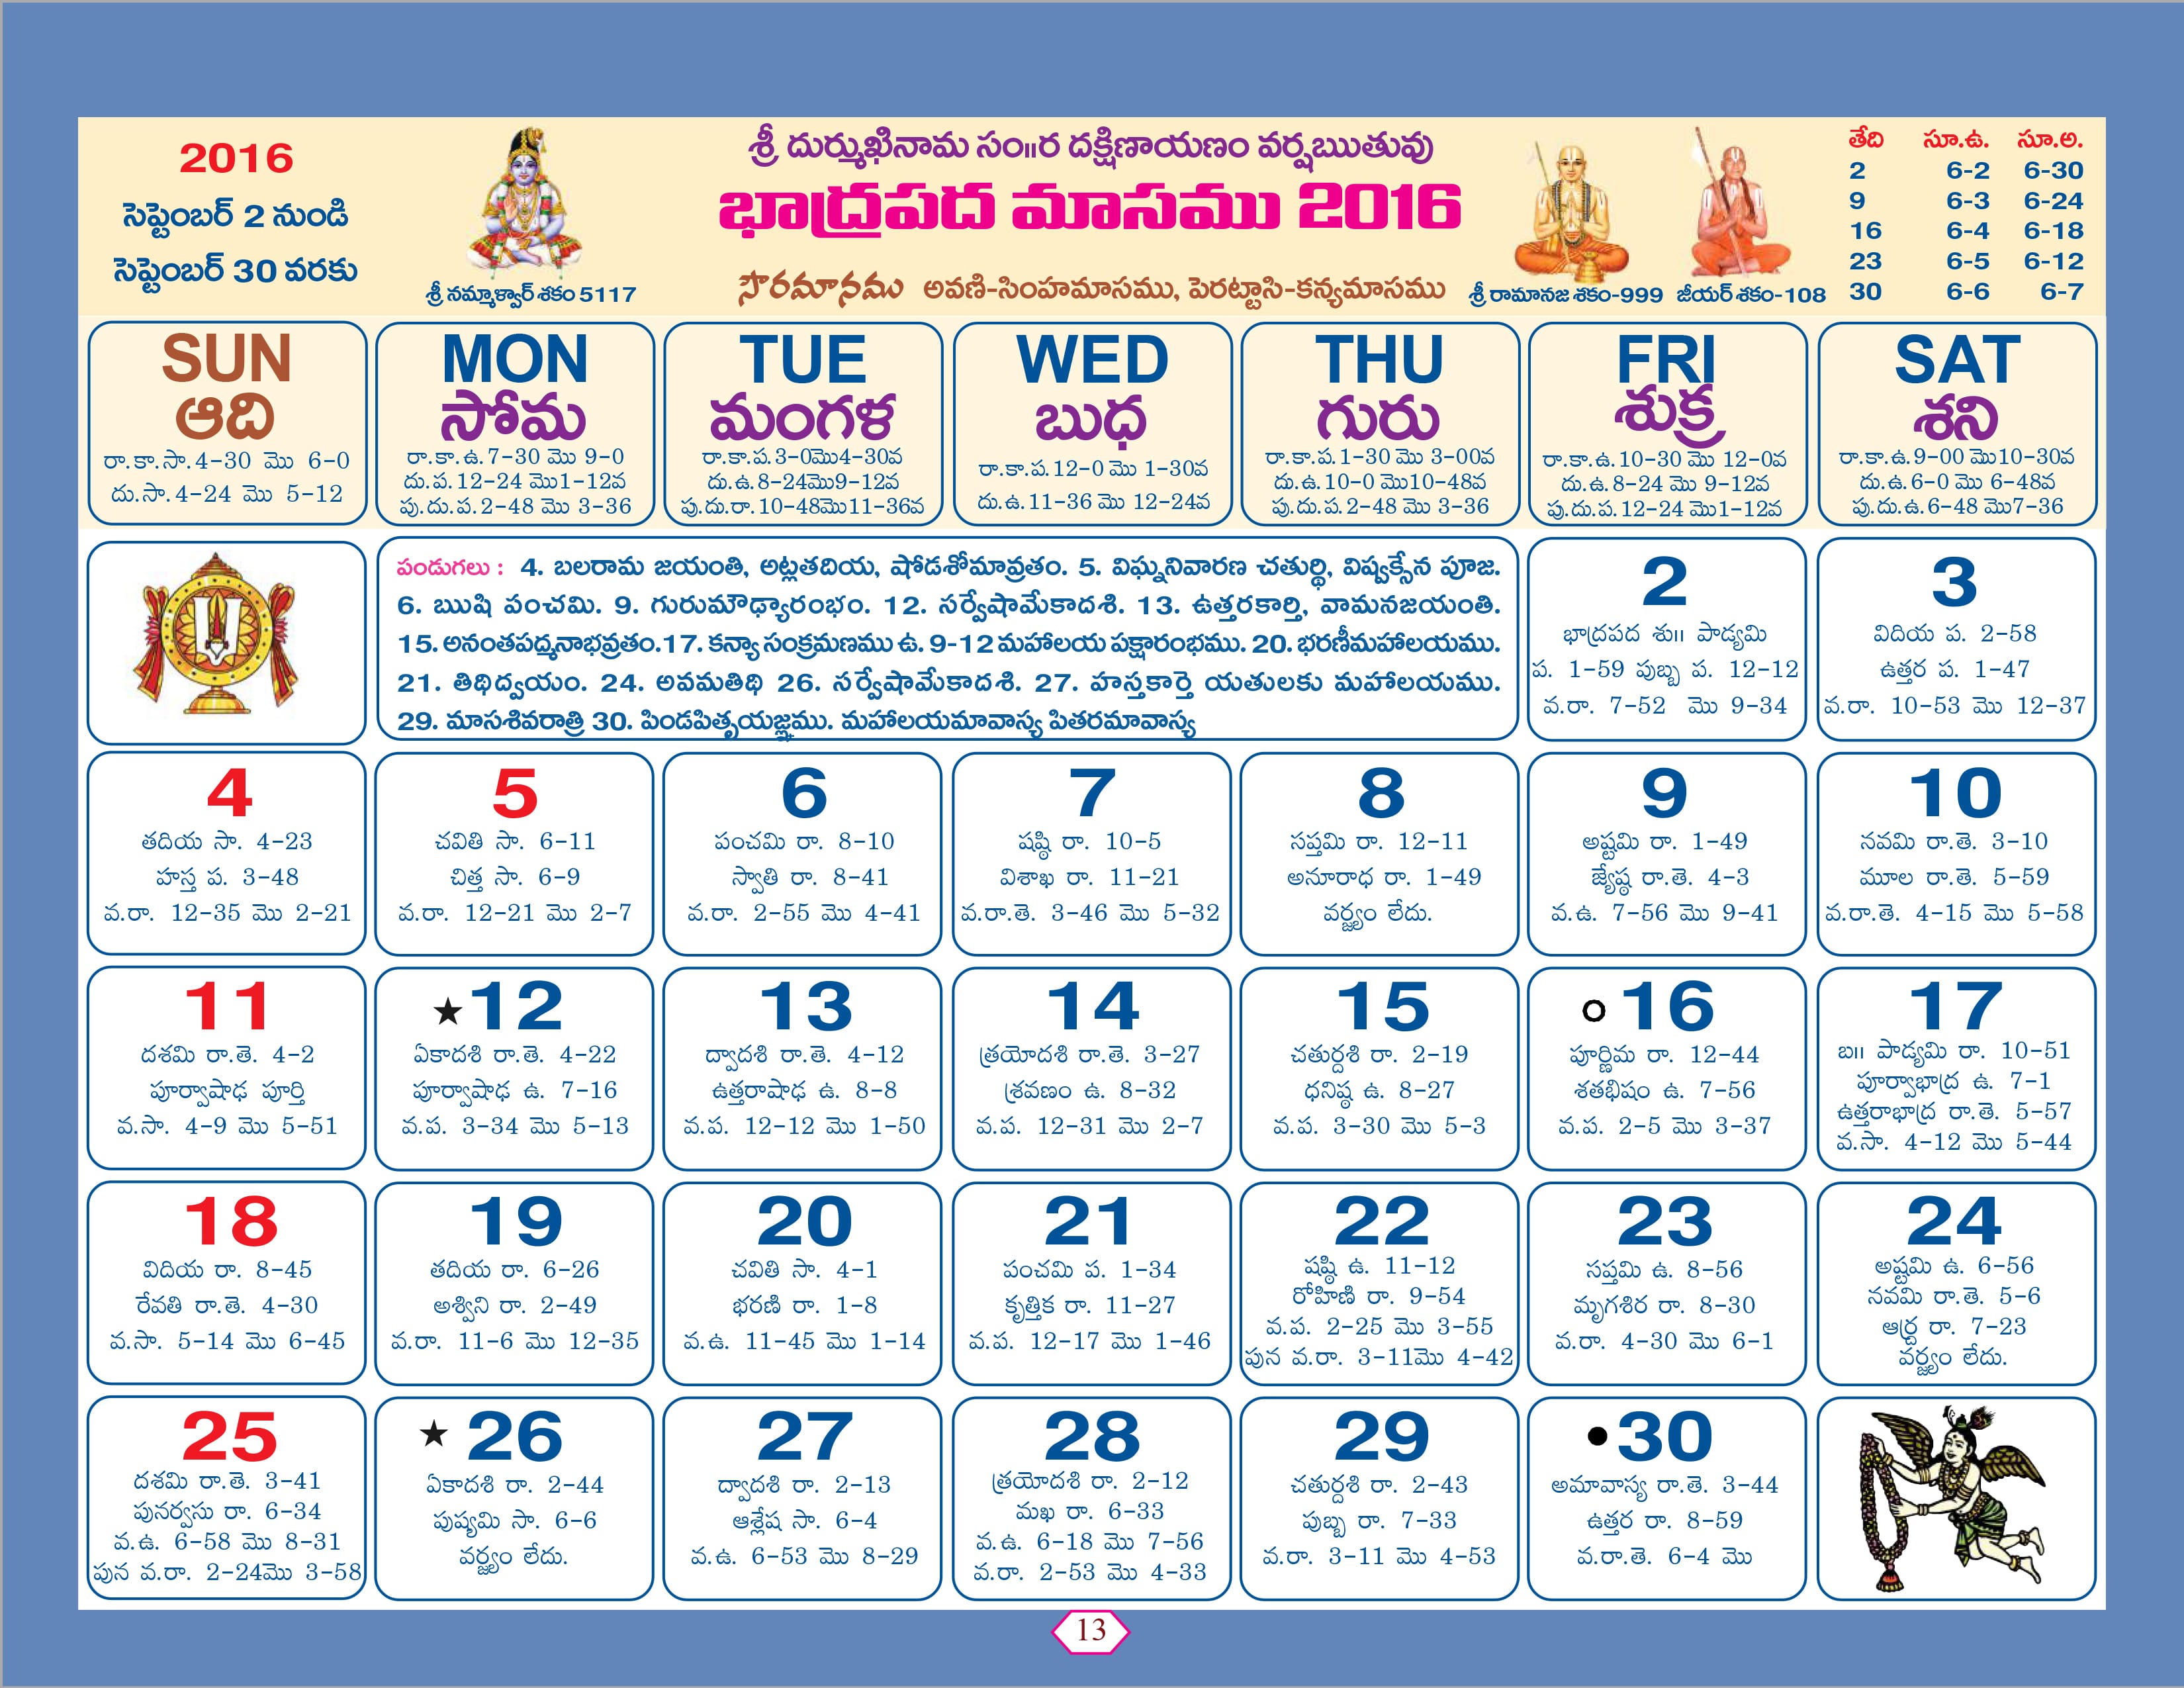 2016
సెప్టెంబర్ 2 నుండి
సెప్టెంబర్ 30 వరకు
శ్రీ నమ్మాళ్వార్ శకం 5117
శ్రీ దుర్ముఖినామ సం॥ర దక్షిణాయణం వర్షఋుతువు
భాద్రపద మాసము 2016
సౌరమానము అవణి-సింహమాసము, పెరట్టాసి-కన్యమాసము
శ్రీ రామానజ శకం-999 జీయర్ శకం-108
తేది సూ.ఉ. సూ.అ.
2 6-2 6-30
9 6-3 6-24
16 6-4 6-18
23 6-5 6-12
30 6-6 6-7
SUN
ఆది
రా.కా.సా.4-30 మొ 6-0
దు.సా.4-24 మొ 5-12
MON
సోమ
రా.కా.ఉ.7-30 మొ 9-0
దు.ప.12-24 మొ1-12వ
పు.దు.ప.2-48 మొ 3-36
TUE
మంగళ
రా.కా.ప.3-0మొ4-30వ
దు.ఉ.8-24మొ9-12వ
పు.దు.రా.10-48మొ11-36వ
WED
బుధ
రా.కా.ప.12-0 మొ 1-30వ
దు.ఉ.11-36 మొ 12-24వ
THU
గురు
రా.కా.ప.1-30 మొ 3-00వ
దు.ఉ.10-0 మొ10-48వ
పు.దు.ప.2-48 మొ 3-36
FRI
శుక్ర
రా.కా.ఉ.10-30 మొ 12-0వ
దు.ఉ.8-24 మొ 9-12వ
పు.దు.ప.12-24 మొ1-12వ
SAT
శని
రా.కా.ఉ.9-00 మొ10-30వ
దు.ఉ.6-0 మొ 6-48వ
పు.దు.ఉ.6-48 మొ7-36
పండుగలు : 4. బలరామ జయంతి, అట్లతదియ, షోడశోమావ్రతం. 5. విఘ్ననివారణ చతుర్థి, విష్వక్సేన పూజ.
6. ఋుషి పంచమి. 9. గురుమౌఢ్యారంభం. 12. సర్వేషామేకాదశి. 13. ఉత్తరకార్తి, వామనజయంతి.
15. అనంతపద్మనాభవ్రతం.17. కన్యా సంక్రమణము ఉ. 9-12 మహాలయ పక్షారంభము. 20. భరణీమహాలయము.
21. తిథిద్వయం. 24. అవమతిథి 26. సర్వేషామేకాదశి. 27. హస్తకార్తె యతులకు మహాలయము.
29. మాసశివరాత్రి 30. పిండపితృయజ్ఞము. మహాలయమావాస్య పితరమావాస్య
2
భాద్రపద శు॥ పాడ్యమి
ప. 1-59 పుబ్బ ప. 12-12
వ.రా. 7-52 మొ 9-34
3
విదియ ప. 2-58
ఉత్తర ప. 1-47
వ.రా. 10-53 మొ 12-37
4
తదియ సా. 4-23
హస్త ప. 3-48
వ.రా. 12-35 మొ 2-21
5
చవితి సా. 6-11
చిత్త సా. 6-9
వ.రా. 12-21 మొ 2-7
6
పంచమి రా. 8-10
స్వాతి రా. 8-41
వ.రా. 2-55 మొ 4-41
7
షష్ఠి రా. 10-5
విశాఖ రా. 11-21
వ.రా.తె. 3-46 మొ 5-32
8
సప్తమి రా. 12-11
అనూరాధ రా. 1-49
వర్జ్యం లేదు.
9
అష్టమి రా. 1-49
జ్యేష్ఠ రా.తె. 4-3
వ.ఉ. 7-56 మొ 9-41
10
నవమి రా.తె. 3-10
మూల రా.తె. 5-59
వ.రా.తె. 4-15 మొ 5-58
11
దశమి రా.తె. 4-2
పూర్వాషాఢ పూర్తి
వ.సా. 4-9 మొ 5-51
★12
ఏకాదశి రా.తె. 4-22
పూర్వాషాఢ ఉ. 7-16
వ.ప. 3-34 మొ 5-13
13
ద్వాదశి రా.తె. 4-12
ఉత్తరాషాఢ ఉ. 8-8
వ.ప. 12-12 మొ 1-50
14
త్రయోదశి రా.తె. 3-27
శ్రవణం ఉ. 8-32
వ.ప. 12-31 మొ 2-7
15
చతుర్దశి రా. 2-19
ధనిష్ఠ ఉ. 8-27
వ.ప. 3-30 మొ 5-3
○16
పూర్ణిమ రా. 12-44
శతభిషం ఉ. 7-56
వ.ప. 2-5 మొ 3-37
17
బ॥ పాడ్యమి రా. 10-51
పూర్వాభాద్ర ఉ. 7-1
ఉత్తరాభాద్ర రా.తె. 5-57
వ.సా. 4-12 మొ 5-44
18
విదియ రా. 8-45
రేవతి రా.తె. 4-30
వ.సా. 5-14 మొ 6-45
19
తదియ రా. 6-26
అశ్విని రా. 2-49
వ.రా. 11-6 మొ 12-35
20
చవితి సా. 4-1
భరణి రా. 1-8
వ.ఉ. 11-45 మొ 1-14
21
పంచమి ప. 1-34
కృత్తిక రా. 11-27
వ.ప. 12-17 మొ 1-46
22
షష్ఠి ఉ. 11-12
రోహిణి రా. 9-54
వ.ప. 2-25 మొ 3-55
పున వ.రా. 3-11మొ 4-42
23
సప్తమి ఉ. 8-56
మృగశిర రా. 8-30
వ.రా. 4-30 మొ 6-1
24
అష్టమి ఉ. 6-56
నవమి రా.తె. 5-6
ఆర్ద్ర రా. 7-23
వర్జ్యం లేదు.
25
దశమి రా.తె. 3-41
పునర్వసు రా. 6-34
వ.ఉ. 6-58 మొ 8-31
పున వ.రా. 2-24మొ 3-58
★26
ఏకాదశి రా. 2-44
పుష్యమి సా. 6-6
వర్జ్యం లేదు.
27
ద్వాదశి రా. 2-13
ఆశ్లేష సా. 6-4
వ.ఉ. 6-53 మొ 8-29
28
త్రయోదశి రా. 2-12
మఖ రా. 6-33
వ.ఉ. 6-18 మొ 7-56
వ.రా. 2-53 మొ 4-33
29
చతుర్దశి రా. 2-43
పుబ్బ రా. 7-33
వ.రా. 3-11 మొ 4-53
●30
అమావాస్య రా.తె. 3-44
ఉత్తర రా. 8-59
వ.రా.తె. 6-4 మొ
13